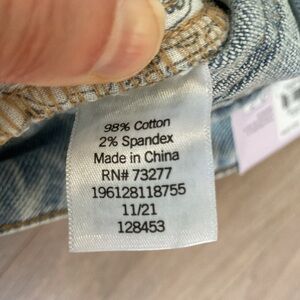 98% Cotton
2% Spandex
Made in China
RN# 73277
196128118755
11/21
128453